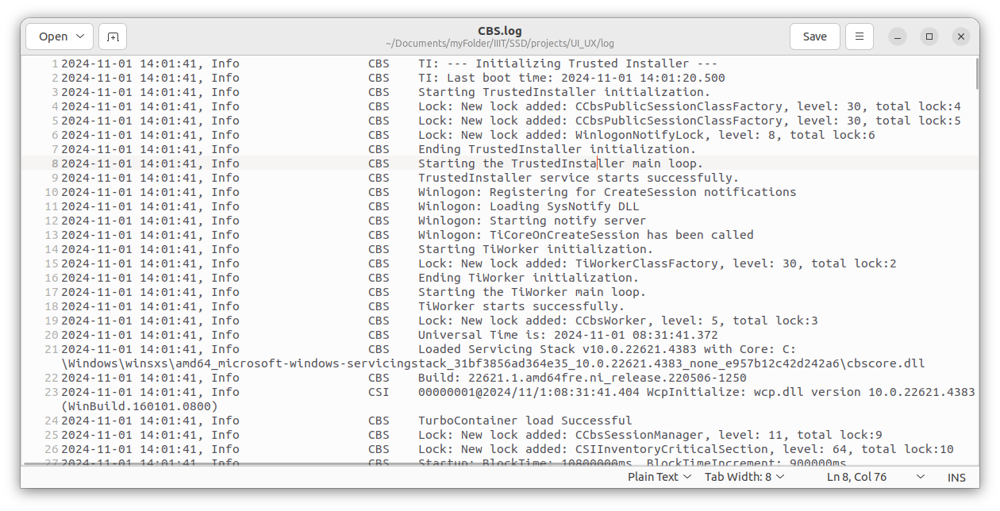 Open
CBS.log
~/Documents/myFolder/IIIT/SSD/projects/UI_UX/log
Save
1 2024-11-01 14:01:41, Info CBS TI: --- Initializing Trusted Installer ---
2 2024-11-01 14:01:41, Info CBS TI: Last boot time: 2024-11-01 14:01:20.500
3 2024-11-01 14:01:41, Info CBS Starting TrustedInstaller initialization.
4 2024-11-01 14:01:41, Info CBS Lock: New lock added: CCbsPublicSessionClassFactory, level: 30, total lock:4
5 2024-11-01 14:01:41, Info CBS Lock: New lock added: CCbsPublicSessionClassFactory, level: 30, total lock:5
6 2024-11-01 14:01:41, Info CBS Lock: New lock added: WinlogonNotifyLock, level: 8, total lock:6
7 2024-11-01 14:01:41, Info CBS Ending TrustedInstaller initialization.
8 2024-11-01 14:01:41, Info CBS Starting the TrustedInstaller main loop.
9 2024-11-01 14:01:41, Info CBS TrustedInstaller service starts successfully.
10 2024-11-01 14:01:41, Info CBS Winlogon: Registering for CreateSession notifications
11 2024-11-01 14:01:41, Info CBS Winlogon: Loading SysNotify DLL
12 2024-11-01 14:01:41, Info CBS Winlogon: Starting notify server
13 2024-11-01 14:01:41, Info CBS Winlogon: TiCoreOnCreateSession has been called
14 2024-11-01 14:01:41, Info CBS Starting TiWorker initialization.
15 2024-11-01 14:01:41, Info CBS Lock: New lock added: TiWorkerClassFactory, level: 30, total lock:2
16 2024-11-01 14:01:41, Info CBS Ending TiWorker initialization.
17 2024-11-01 14:01:41, Info CBS Starting the TiWorker main loop.
18 2024-11-01 14:01:41, Info CBS TiWorker starts successfully.
19 2024-11-01 14:01:41, Info CBS Lock: New lock added: CCbsWorker, level: 5, total lock:3
20 2024-11-01 14:01:41, Info CBS Universal Time is: 2024-11-01 08:31:41.372
21 2024-11-01 14:01:41, Info CBS Loaded Servicing Stack v10.0.22621.4383 with Core: C:
\Windows\winsxs\amd64_microsoft-windows-servicingstack_31bf3856ad364e35_10.0.22621.4383_none_e957b12c42d242a6\cbscore.dll
22 2024-11-01 14:01:41, Info CBS Build: 22621.1.amd64fre.ni_release.220506-1250
23 2024-11-01 14:01:41, Info CSI 00000001@2024/11/1:08:31:41.404 WcpInitialize: wcp.dll version 10.0.22621.4383
(WinBuild.160101.0800)
24 2024-11-01 14:01:41, Info CBS TurboContainer load Successful
25 2024-11-01 14:01:41, Info CBS Lock: New lock added: CCbsSessionManager, level: 11, total lock:9
26 2024-11-01 14:01:41, Info CBS Lock: New lock added: CSIInventoryCriticalSection, level: 64, total lock:10
27 2024-11-01 14:01:41, Info CBS Startup: BlockTime: 10800000ms, BlockTimeIncrement: 900000ms
Plain Text Tab Width: 8 Ln 8, Col 76 INS